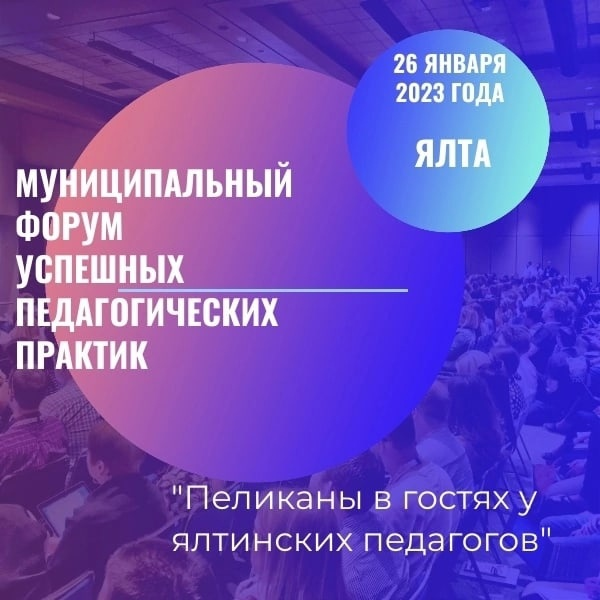 26 ЯНВАРЯ
2023 ГОДА
ЯЛТА
МУНИЦИПАЛЬНЫЙ
ФОРУМ
УСПЕШНЫХ
ПЕДАГОГИЧЕСКИХ
ПРАКТИК
"Пеликаны в гостях у
ялтинских педагогов"